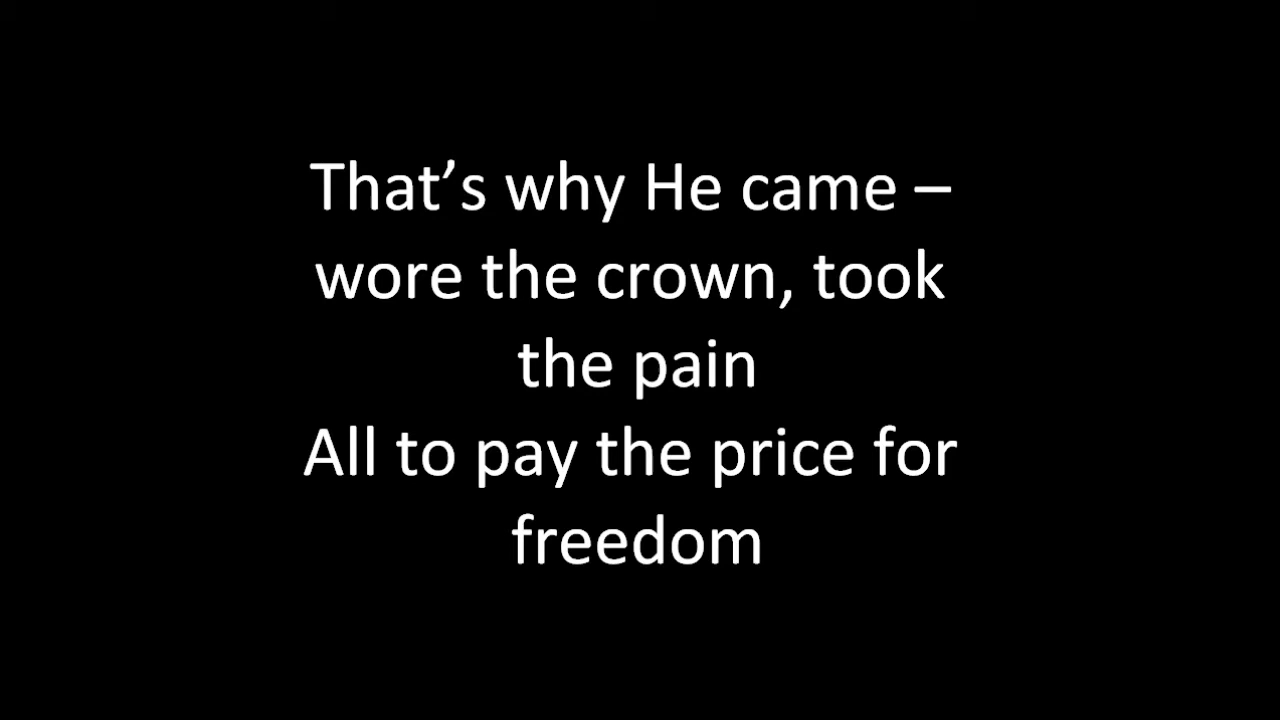 That’s why He came –
wore the crown, took
the pain
All to pay the price for
freedom